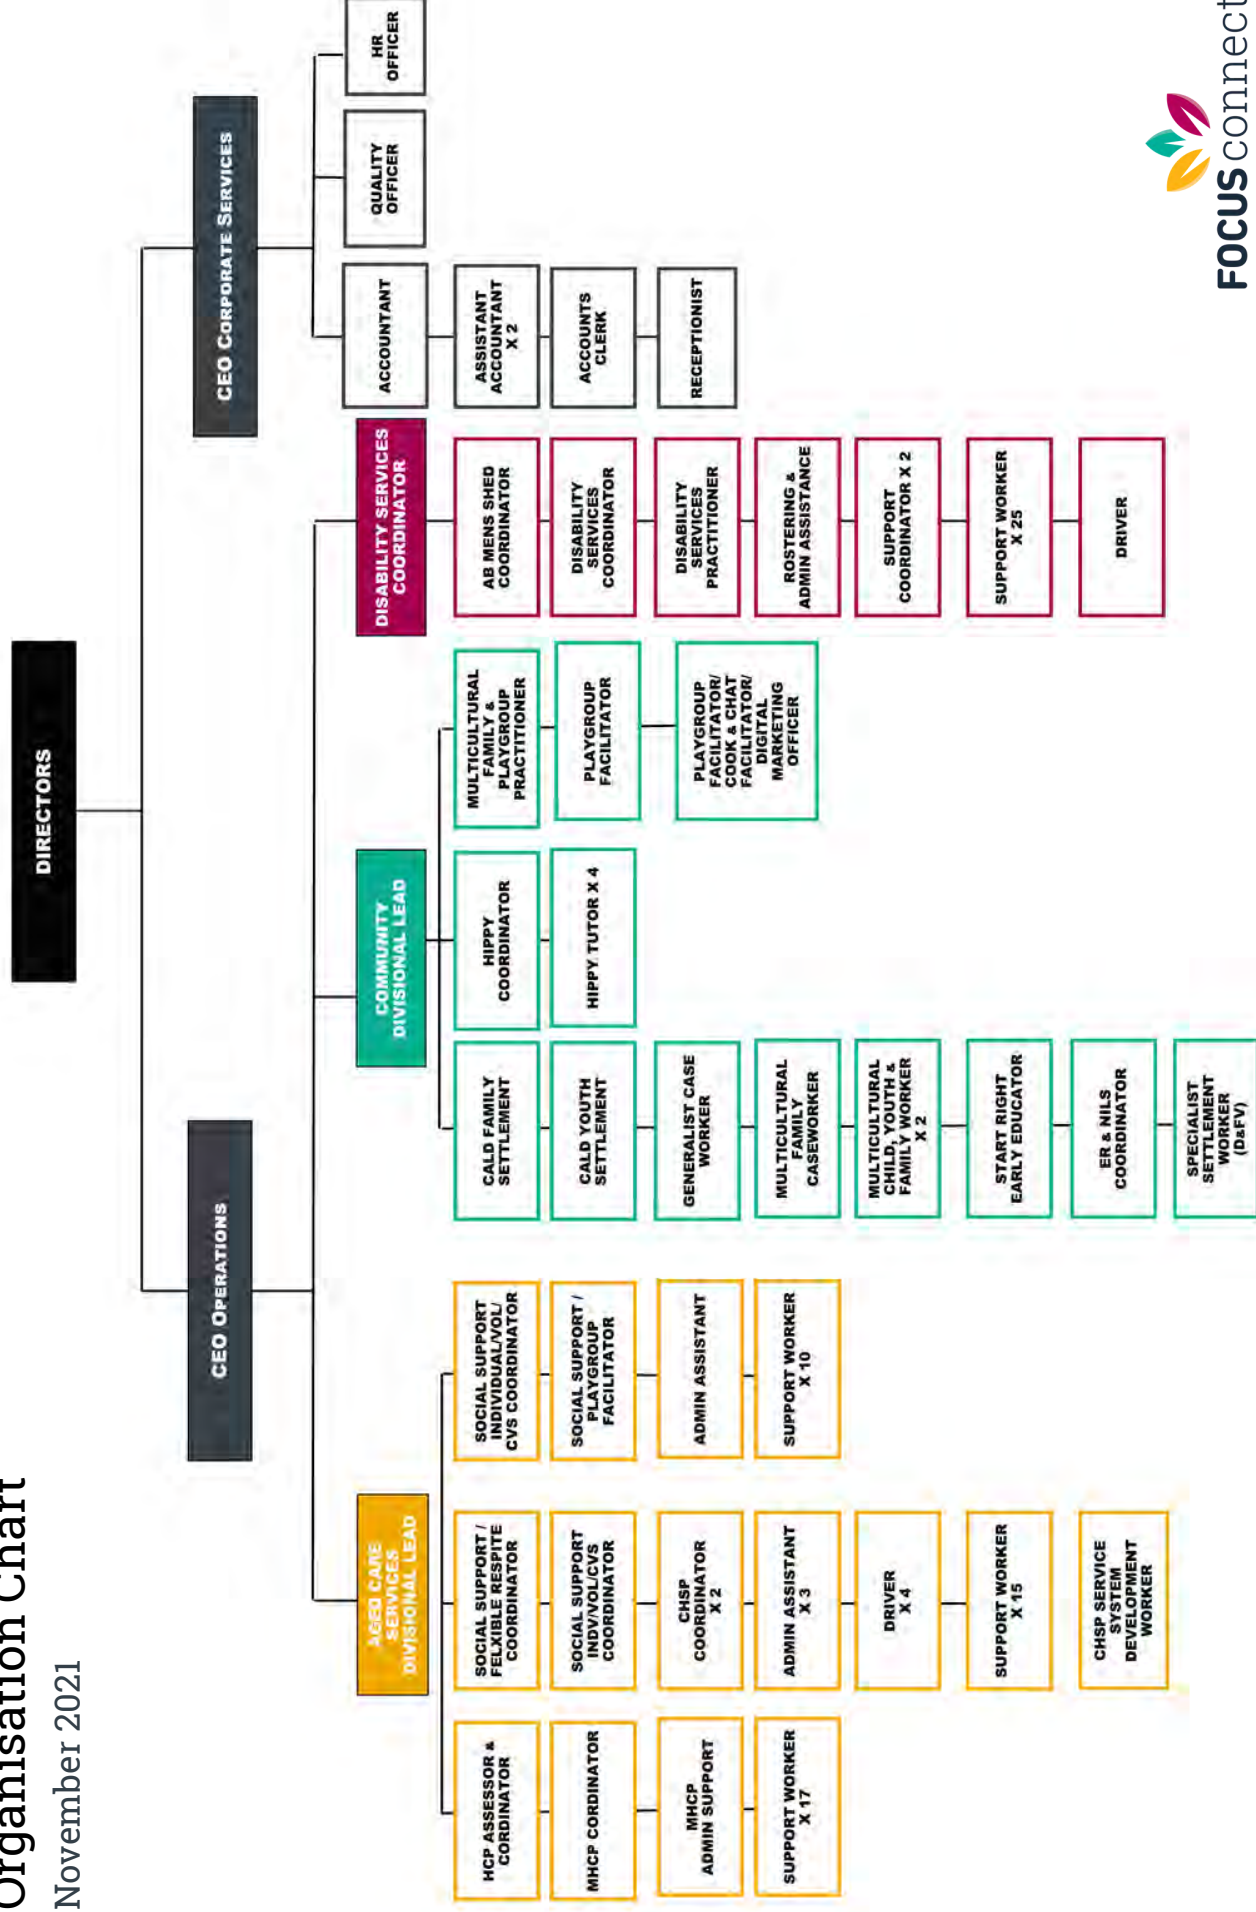 Organisation Chart
November 2021
DIRECTORS
CEO OPERATIONS
CEO CORPORATE SERVICES
AGED CARE
SERVICES
DIVISIONAL LEAD
COMMUNITY
DIVISIONAL LEAD
DISABILITY SERVICES
COORDINATOR
ACCOUNTANT
QUALITY
OFFICER
HR
OFFICER
HCP ASSESSOR &
CORDINATOR
MHCP CORDINATOR
MHCP
ADMIN SUPPORT
SUPPORT WORKER
X 17
SOCIAL SUPPORT /
FELXIBLE RESPITE
COORDINATOR
SOCIAL SUPPORT
INDV/VOL/CVS
COORDINATOR
CHSP
COORDINATOR
X 2
ADMIN ASSISTANT
X 3
DRIVER
X 4
SUPPORT WORKER
X 15
CHSP SERVICE
SYSTEM
DEVELOPMENT
WORKER
SOCIAL SUPPORT
INDIVIDUAL/VOL/
CVS COORDINATOR
SOCIAL SUPPORT /
PLAYGROUP
FACILITATOR
ADMIN ASSISTANT
SUPPORT WORKER
X 10
CALD FAMILY
SETTLEMENT
CALD YOUTH
SETTLEMENT
GENERALIST CASE
WORKER
MULTICULTURAL
FAMILY
CASEWORKER
MULTICULTURAL
CHILD, YOUTH &
FAMILY WORKER
X 2
START RIGHT
EARLY EDUCATOR
ER & NILS
COORDINATOR
SPECIALIST
SETTLEMENT
WORKER
(D&FV)
HIPPY
COORDINATOR
HIPPY TUTOR X 4
MULTICULTURAL
FAMILY &
PLAYGROUP
PRACTITIONER
PLAYGROUP
FACILITATOR
PLAYGROUP
FACILITATOR/
COOK & CHAT
FACILITATOR/
DIGITAL
MARKETING
OFFICER
AB MENS SHED
COORDINATOR
DISABILITY
SERVICES
COORDINATOR
DISABILITY
SERVICES
PRACTITIONER
ROSTERING &
ADMIN ASSISTANCE
SUPPORT
COORDINATOR X 2
SUPPORT WORKER
X 25
DRIVER
ASSISTANT
ACCOUNTANT
X 2
ACCOUNTS
CLERK
RECEPTIONIST
FOCUSconnect